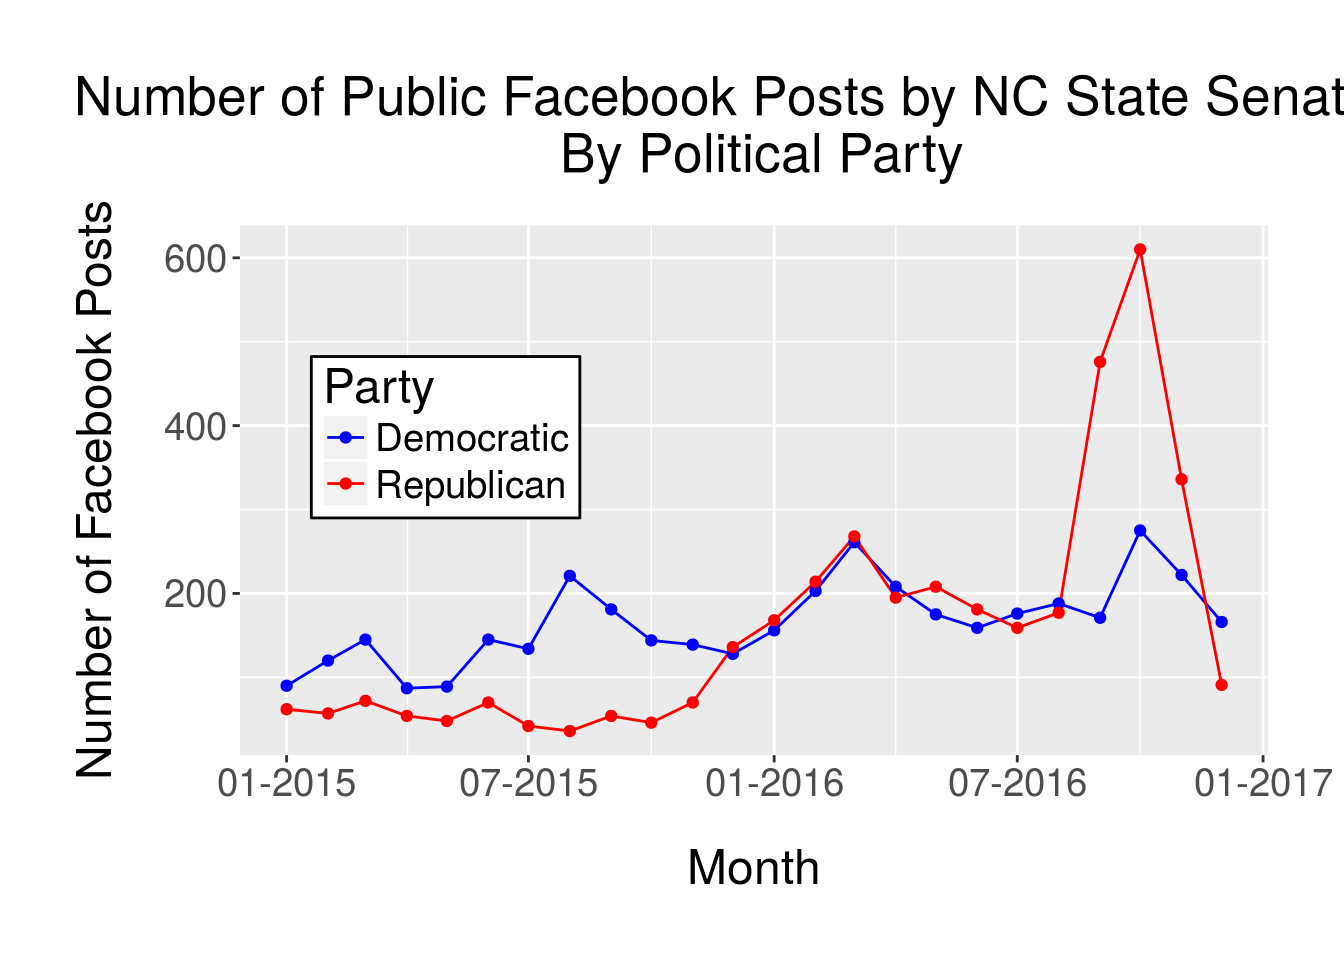 Number of Public Facebook Posts by NC State Senat
By Political Party
Number of Facebook Posts
600
400
200
Party
Democratic
Republican
01-2015
07-2015
01-2016
07-2016
01-2017
Month